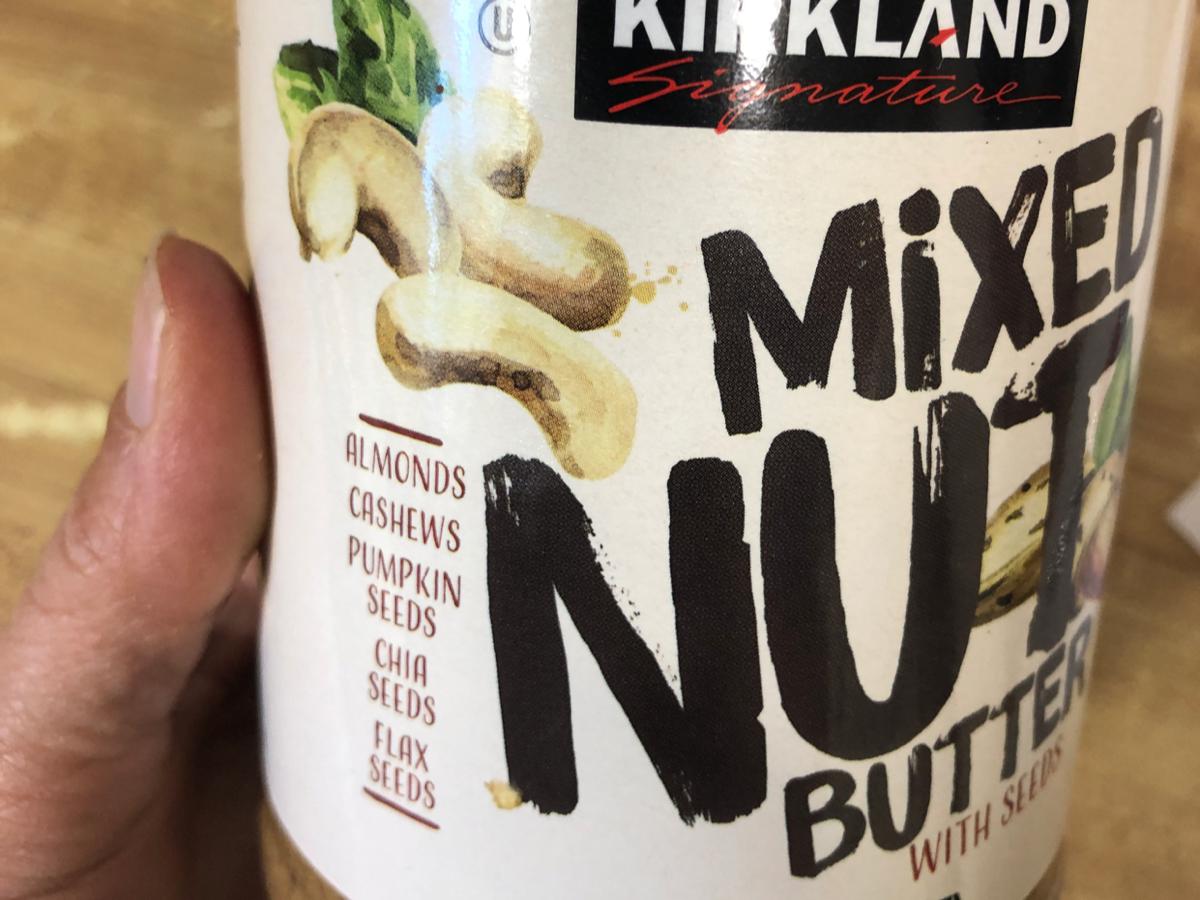 U
KIRKLAND
Signature
MiXED
NUT
BUTTER
WITH SEEDS
ALMONDS
CASHEWS
PUMPKIN
SEEDS
CHIA
SEEDS
FLAX
SEEDS